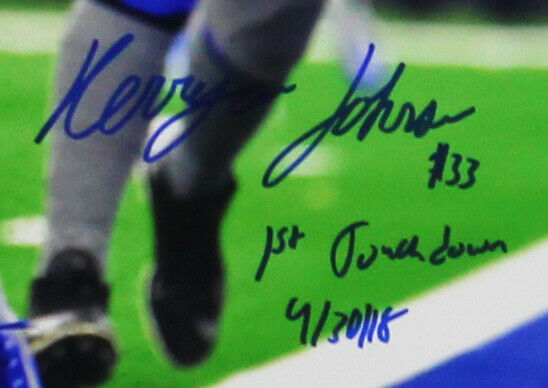 Kerryon Johnson
#33
1st Touchdown
9/30/18